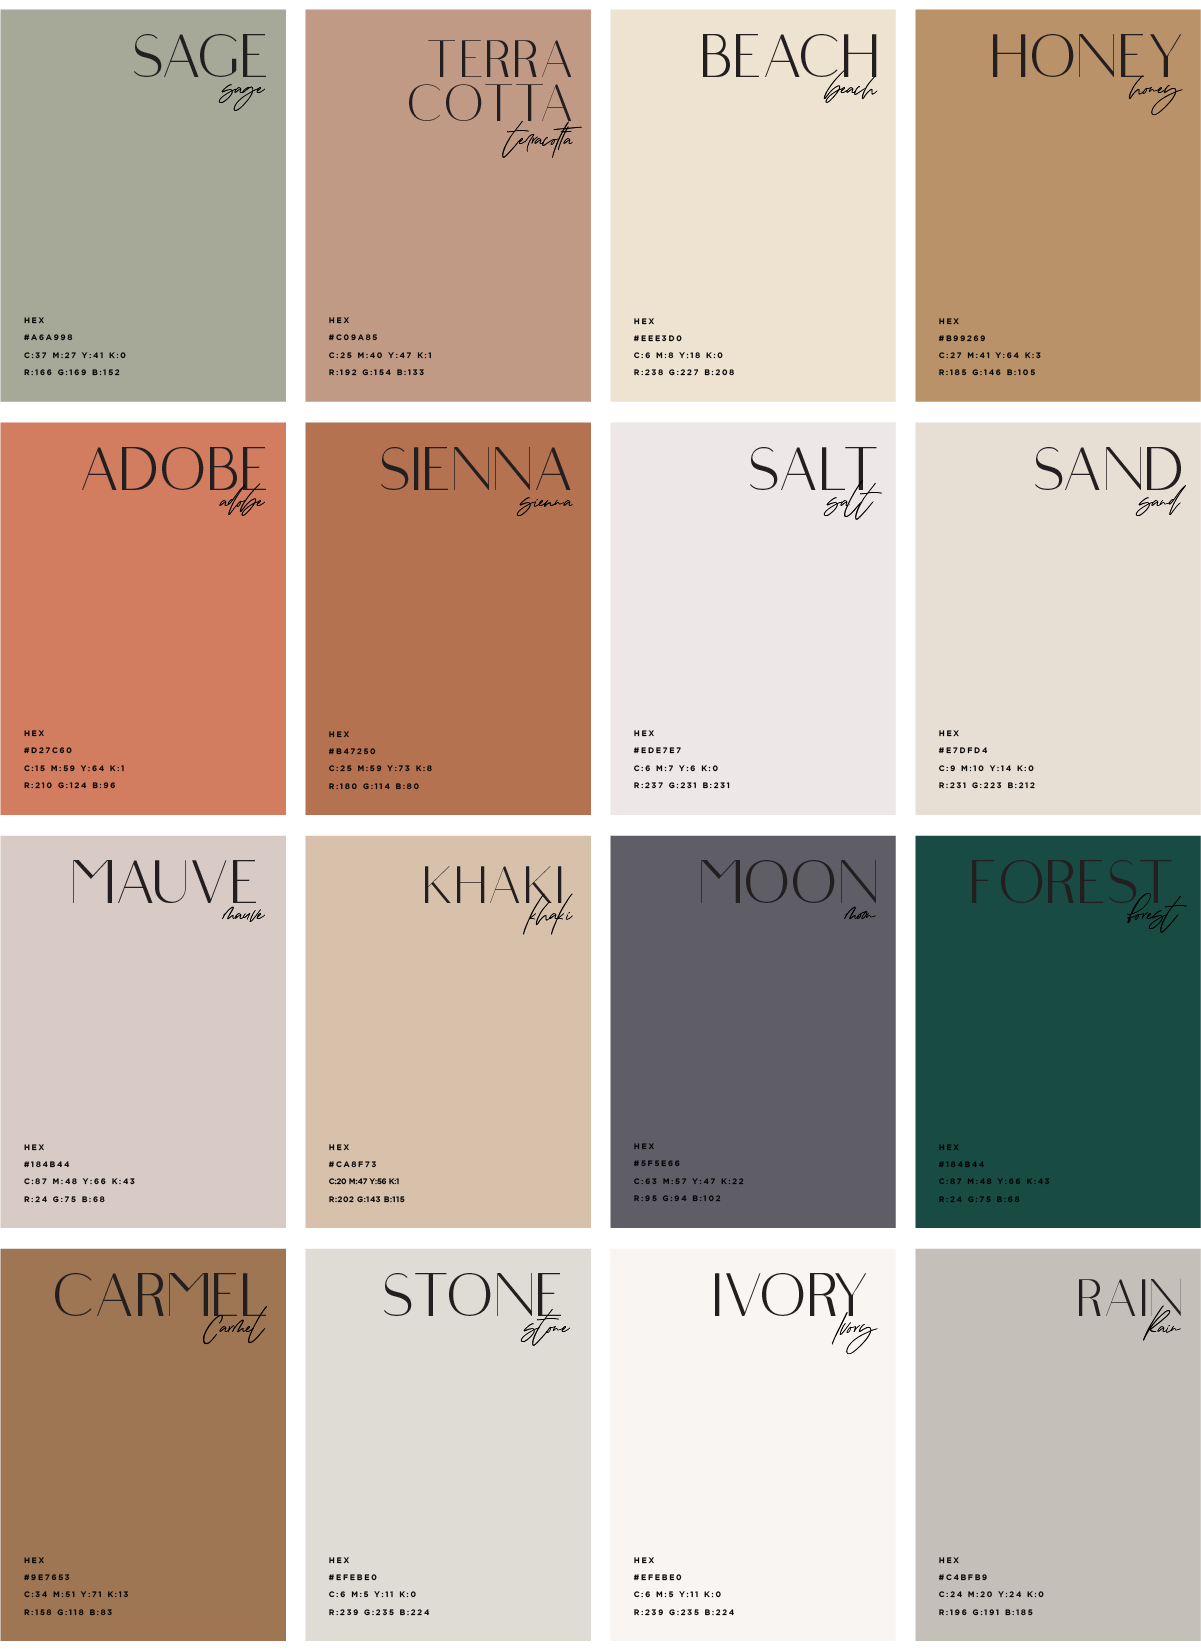 SAGE
sage
HEX
#A6A998
C:37 M:27 Y:41 K:0
R:166 G:169 B:152
TERRA
COTTA
terracotta
HEX
#C09A85
C:25 M:40 Y:47 K:1
R:192 G:154 B:133
BEACH
beach
HEX
#EEE3D0
C:6 M:8 Y:18 K:0
R:238 G:227 B:208
HONEY
honey
HEX
#B99269
C:27 M:41 Y:64 K:3
R:185 G:146 B:105
ADOBE
adobe
HEX
#D27C60
C:15 M:59 Y:64 K:1
R:210 G:124 B:96
SIENNA
sienna
HEX
#B47250
C:25 M:59 Y:73 K:8
R:180 G:114 B:80
SALT
salt
HEX
#EDE7E7
C:6 M:7 Y:6 K:0
R:237 G:231 B:231
SAND
sand
HEX
#E7DFD4
C:9 M:10 Y:14 K:0
R:231 G:223 B:212
MAUVE
mauve
HEX
#184B44
C:87 M:48 Y:66 K:43
R:24 G:75 B:68
KHAKI
khaki
HEX
#CA8F73
C:20 M:47 Y:56 K:1
R:202 G:143 B:115
MOON
moon
HEX
#5F5E66
C:63 M:57 Y:47 K:22
R:95 G:94 B:102
FOREST
forest
HEX
#184B44
C:87 M:48 Y:66 K:43
R:24 G:75 B:68
CARMEL
Carmel
HEX
#9E7653
C:34 M:51 Y:71 K:13
R:158 G:118 B:83
STONE
stone
HEX
#EFEBE0
C:6 M:5 Y:11 K:0
R:239 G:235 B:224
IVORY
Ivory
HEX
#EFEBE0
C:6 M:5 Y:11 K:0
R:239 G:235 B:224
RAIN
Rain
HEX
#C4BFB9
C:24 M:20 Y:24 K:0
R:196 G:191 B:185